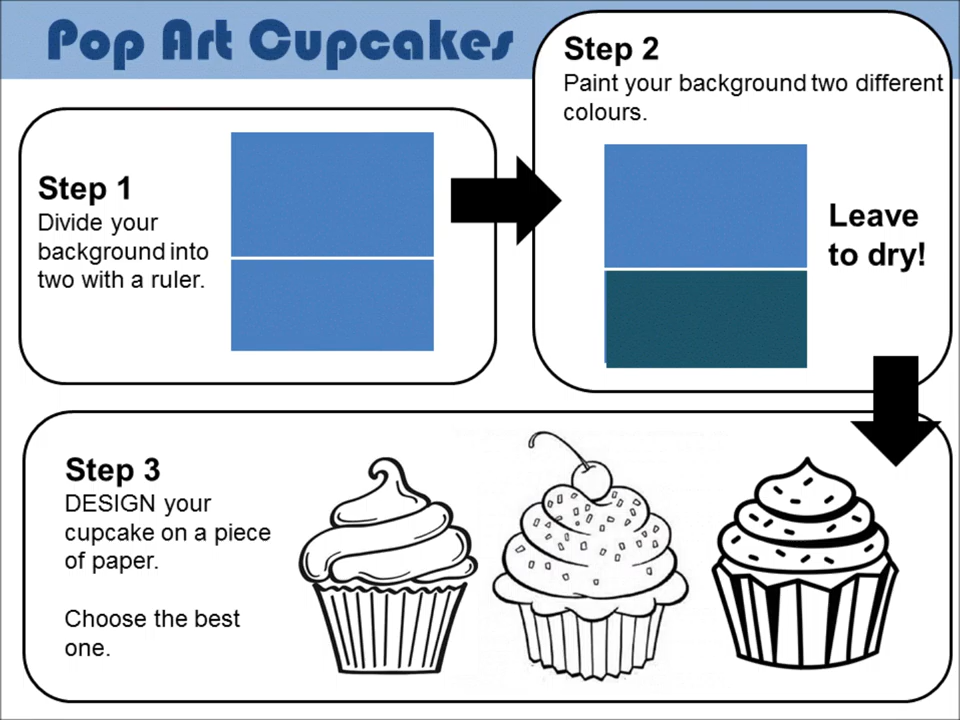 Pop Art Cupcakes
Step 1
Divide your
background into
two with a ruler.
Step 2
Paint your background two different
colours.
Leave
to dry!
Step 3
DESIGN your
cupcake on a piece
of paper.
Choose the best
one.